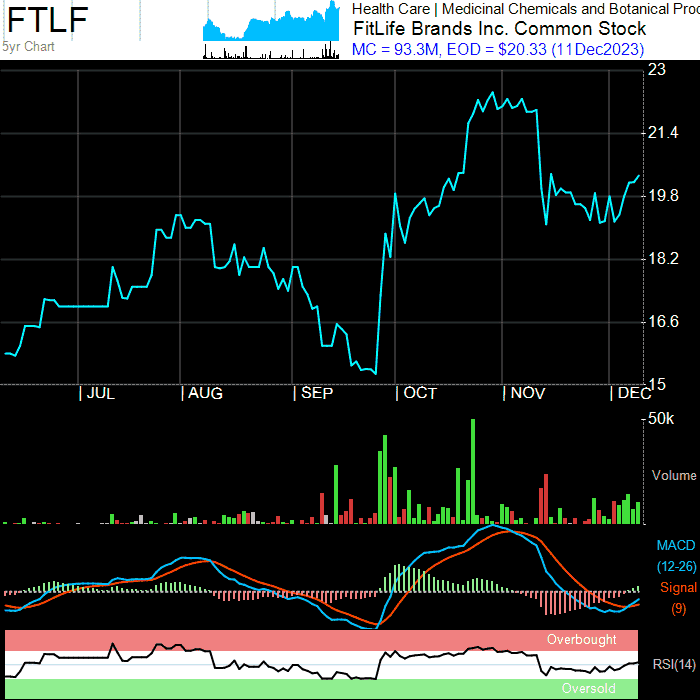 FTLF
5yr Chart
Health Care | Medicinal Chemicals and Botanical Proc
FitLife Brands Inc. Common Stock
MC = 93.3M, EOD = $20.33 (11Dec2023)
23
21.4
19.8
18.2
16.6
15
| JUL | AUG | SEP | OCT | NOV | DEC
50k
Volume
MACD
(12-26)
Signal
(9)
Overbought
RSI(14)
Oversold